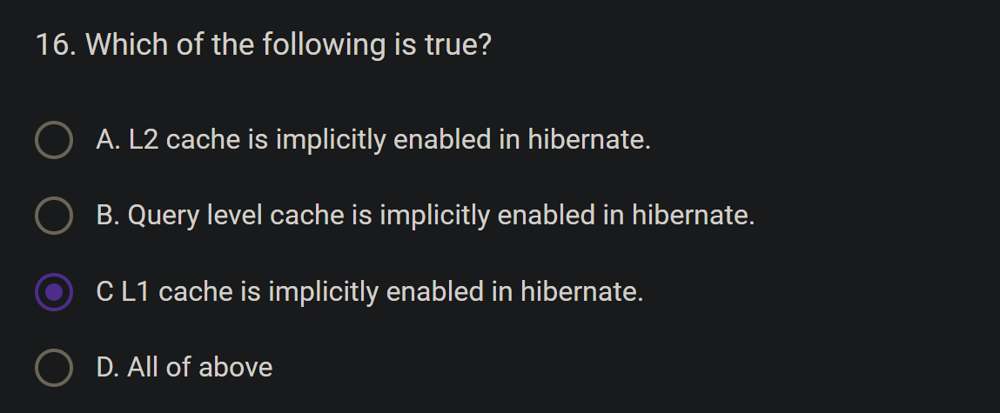 16. Which of the following is true?
A. L2 cache is implicitly enabled in hibernate.
B. Query level cache is implicitly enabled in hibernate.
C L1 cache is implicitly enabled in hibernate.
D. All of above